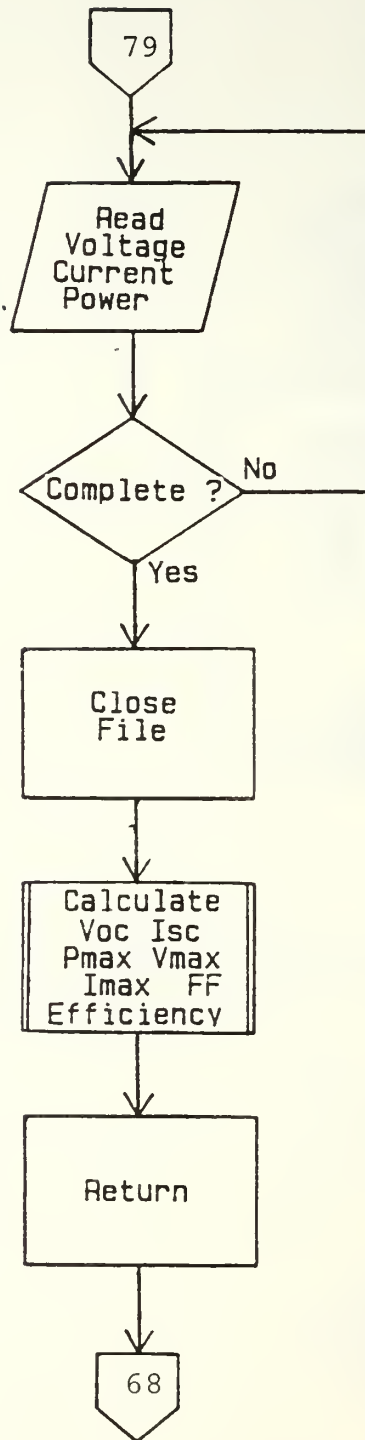 79
Read
Voltage
Current
Power
Complete ?
No
Yes
Close
File
Calculate
Voc Isc
Pmax Vmax
Imax FF
Efficiency
Return
68